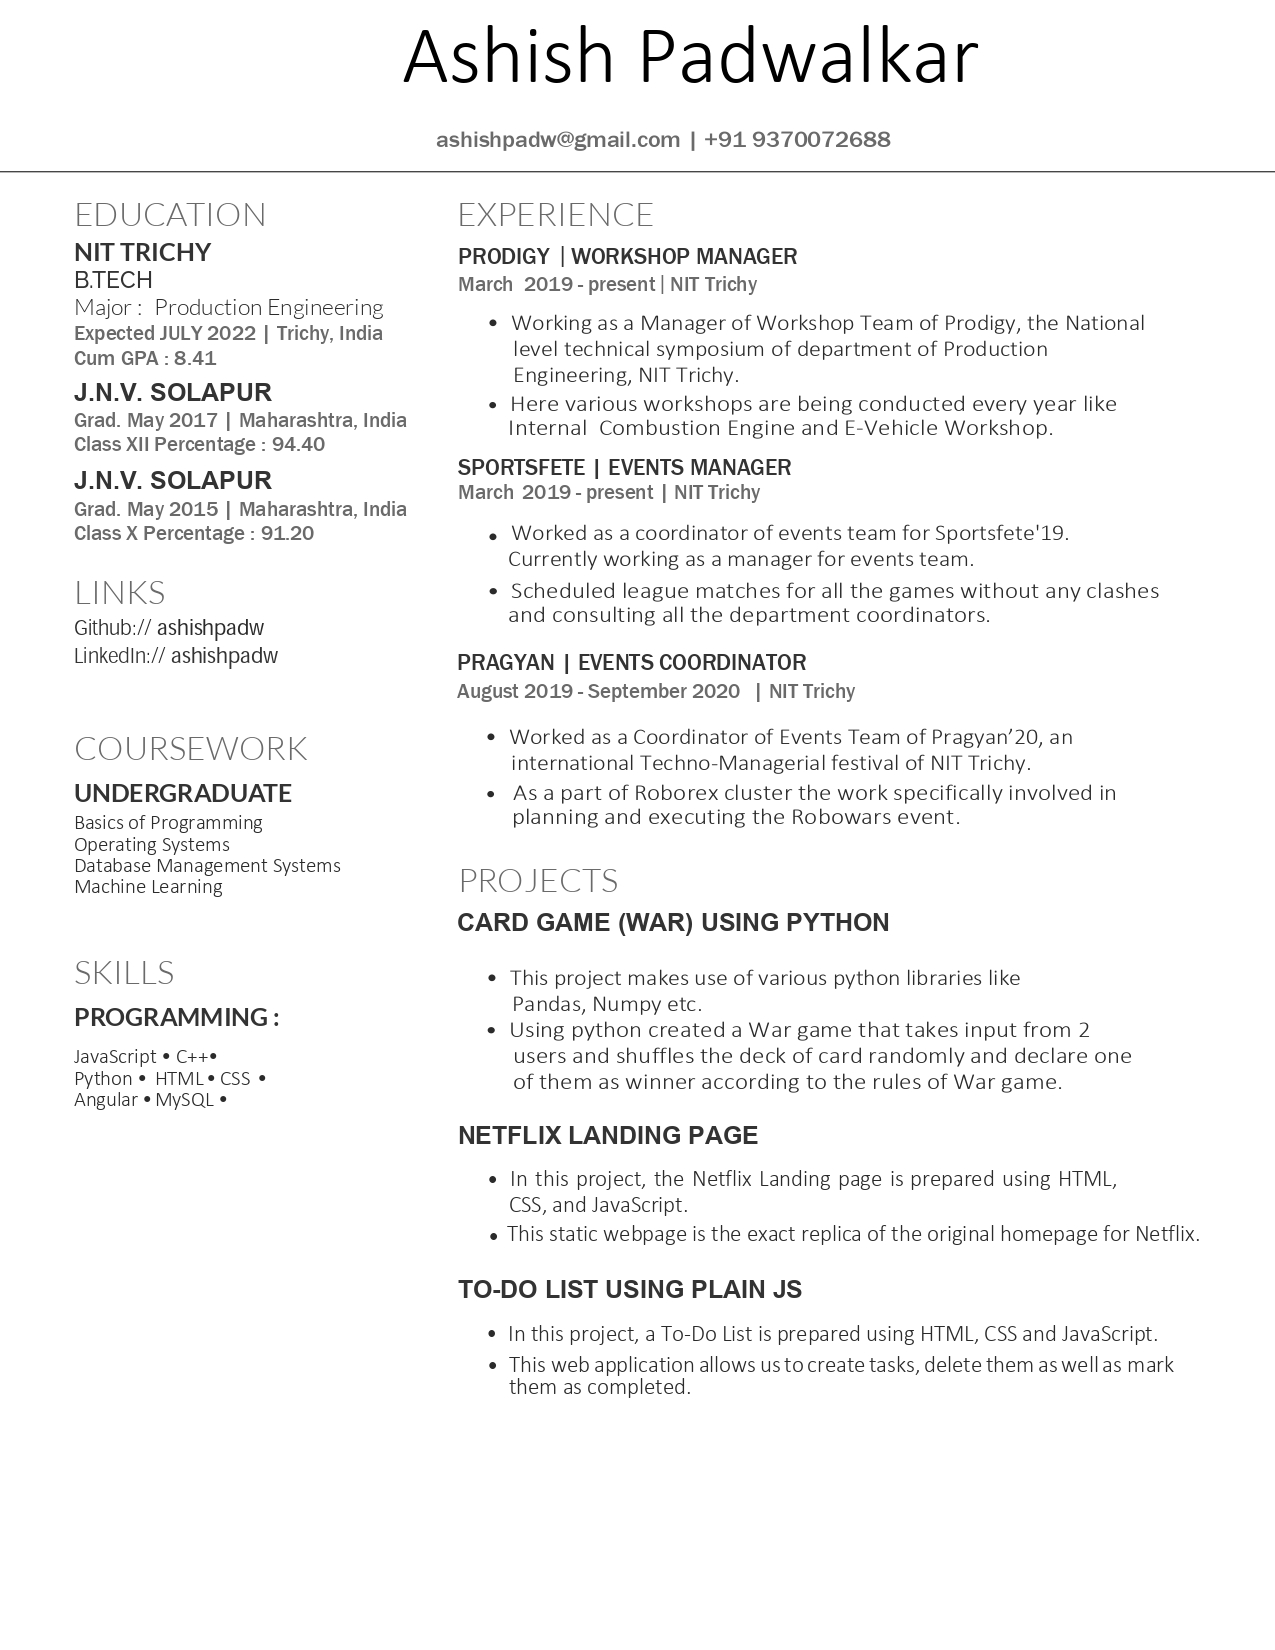 Ashish Padwalkar
ashishpadw@gmail.com | +91 9370072688
EDUCATION
NIT TRICHY
B.TECH
Major : Production Engineering
Expected JULY 2022 | Trichy, India
Cum GPA : 8.41
J.N.V. SOLAPUR
Grad. May 2017 | Maharashtra, India
Class XII Percentage : 94.40
J.N.V. SOLAPUR
Grad. May 2015 | Maharashtra, India
Class X Percentage : 91.20
LINKS
Github:// ashishpadw
LinkedIn:// ashishpadw
COURSEWORK
UNDERGRADUATE
Basics of Programming
Operating Systems
Database Management Systems
Machine Learning
SKILLS
PROGRAMMING :
JavaScript • C++•
Python • HTML • CSS •
Angular • MySQL •
EXPERIENCE
PRODIGY | WORKSHOP MANAGER
March 2019 - present | NIT Trichy
• Working as a Manager of Workshop Team of Prodigy, the National
level technical symposium of department of Production
Engineering, NIT Trichy.
• Here various workshops are being conducted every year like
Internal Combustion Engine and E-Vehicle Workshop.
SPORTSFETE | EVENTS MANAGER
March 2019 - present | NIT Trichy
• Worked as a coordinator of events team for Sportsfete'19.
Currently working as a manager for events team.
• Scheduled league matches for all the games without any clashes
and consulting all the department coordinators.
PRAGYAN | EVENTS COORDINATOR
August 2019 - September 2020 | NIT Trichy
• Worked as a Coordinator of Events Team of Pragyan’20, an
international Techno-Managerial festival of NIT Trichy.
• As a part of Roborex cluster the work specifically involved in
planning and executing the Robowars event.
PROJECTS
CARD GAME (WAR) USING PYTHON
• This project makes use of various python libraries like
Pandas, Numpy etc.
• Using python created a War game that takes input from 2
users and shuffles the deck of card randomly and declare one
of them as winner according to the rules of War game.
NETFLIX LANDING PAGE
• In this project, the Netflix Landing page is prepared using HTML,
CSS, and JavaScript.
• This static webpage is the exact replica of the original homepage for Netflix.
TO-DO LIST USING PLAIN JS
• In this project, a To-Do List is prepared using HTML, CSS and JavaScript.
• This web application allows us to create tasks, delete them as well as mark
them as completed.